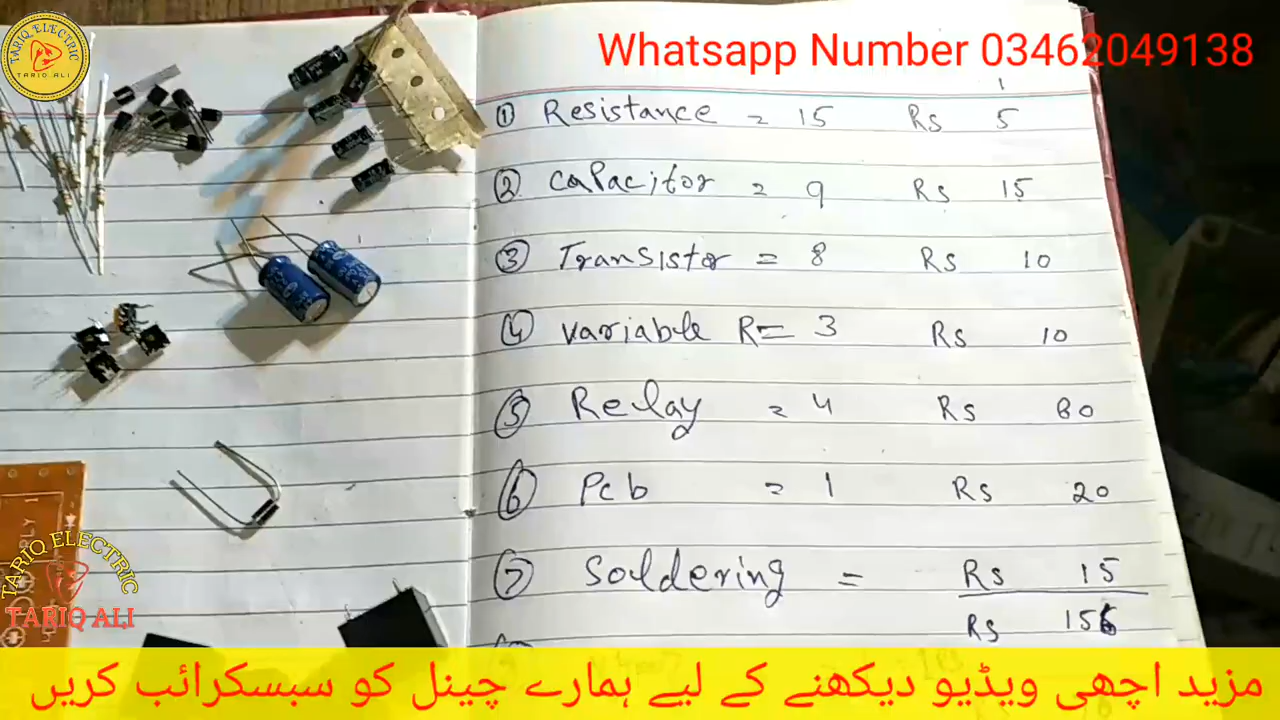 TARIQ ELECTRIC
TARIQ ALI
Whatsapp Number 03462049138
1
① Resistance = 15 Rs 5
② Capacitor = 9 Rs 15
③ Transistor = 8 Rs 10
④ variable R= 3 Rs 10
⑤ Relay = 4 Rs 80
⑥ Pcb = 1 Rs 20
⑦ Soldering = Rs 15
Rs 156
RLY 1
TARIQ ELECTRIC
TARIQ ALI
مزید اچھی ویڈیو دیکھنے کے لیے ہمارے چینل کو سبسکرائب کریں